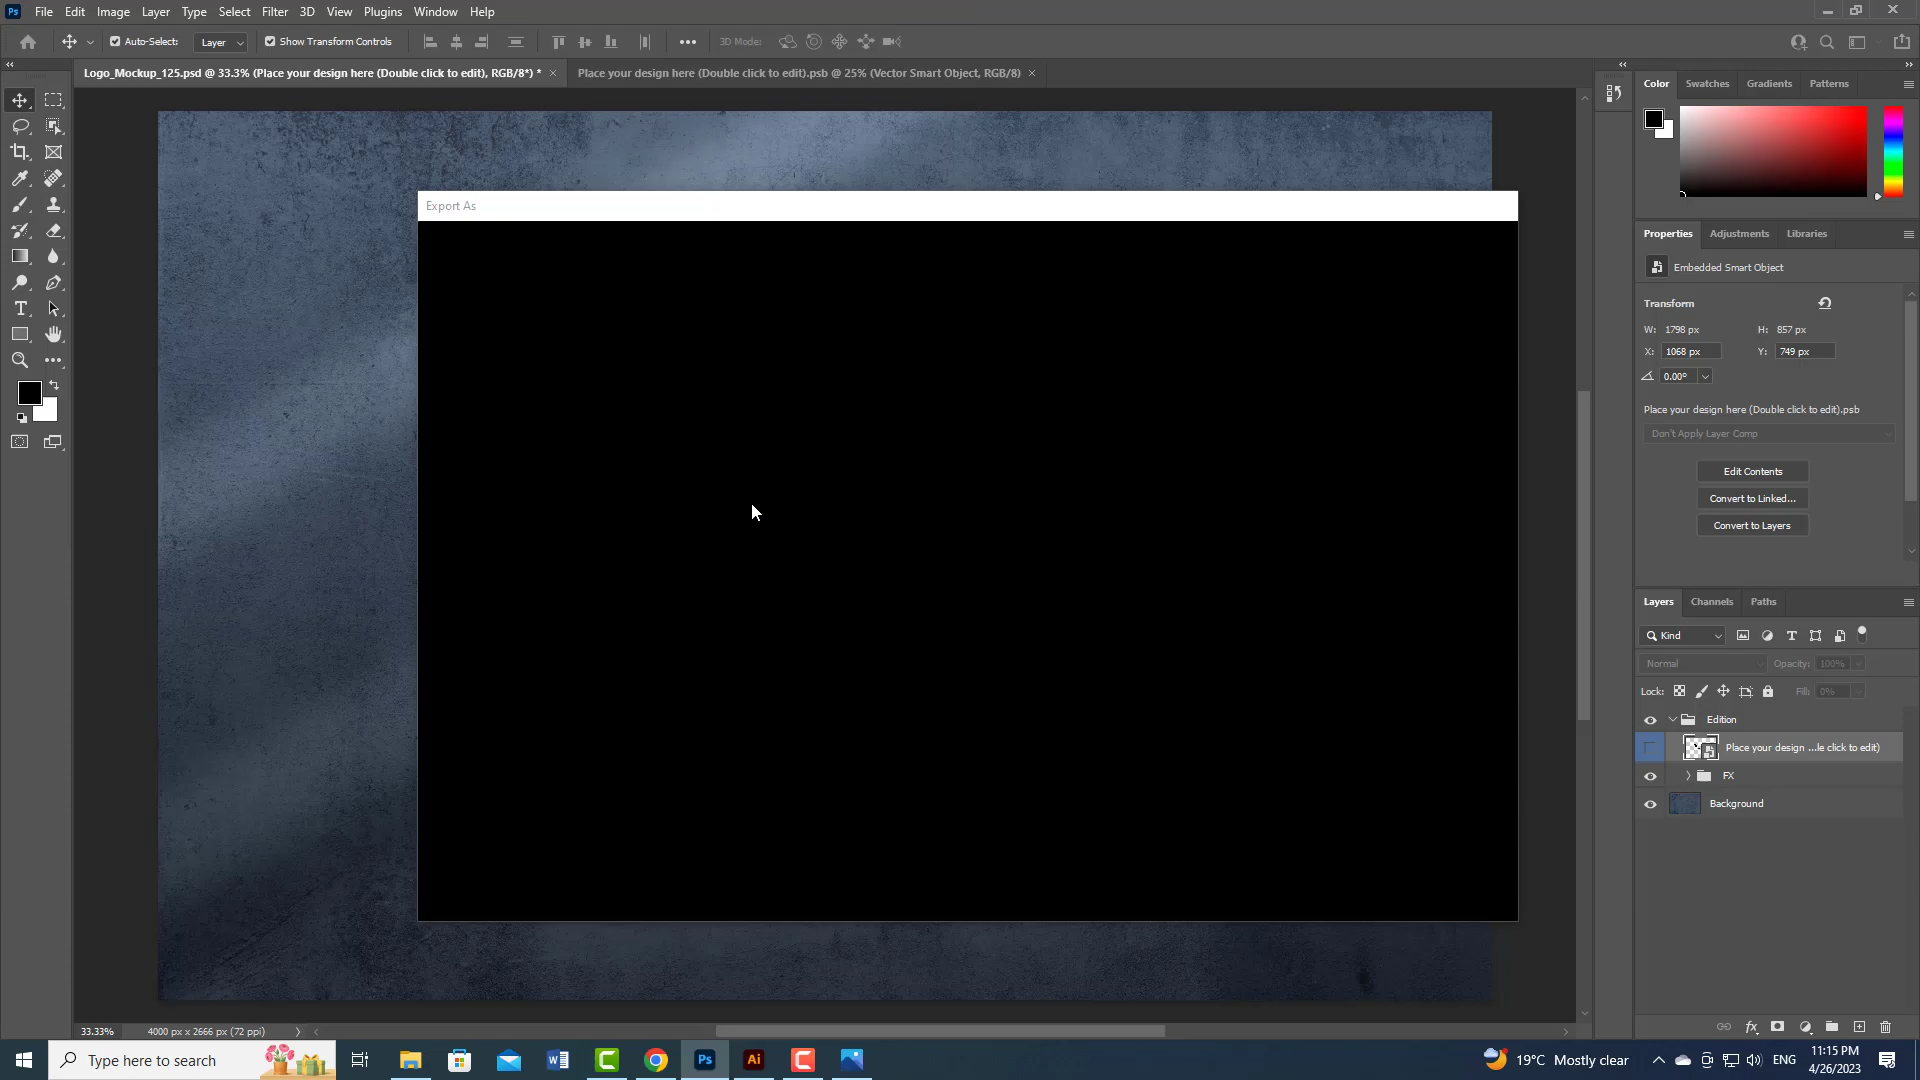 Ps File Edit Image Layer Type Select Filter 3D View Plugins Window Help
Auto-Select: Layer Show Transform Controls 3D Mode:
Logo_Mockup_125.psd @ 33.3% (Place your design here (Double click to edit), RGB/8*) * Place your design here (Double click to edit).psb @ 25% (Vector Smart Object, RGB/8)
Color Swatches Gradients Patterns
Export As
Properties Adjustments Libraries
Embedded Smart Object
Transform
W: 1798 px H: 857 px
X: 1068 px Y: 749 px
0.00°
Place your design here (Double click to edit).psb
Don't Apply Layer Comp
Edit Contents
Convert to Linked...
Convert to Layers
Layers Channels Paths
Kind
Normal Opacity: 100%
Lock: Fill: 0%
Edition
Place your design ...le click to edit)
FX
Background
33.33% 4000 px x 2666 px (72 ppi)
Type here to search Ps Ai 19°C Mostly clear ENG
11:15 PM
4/26/2023